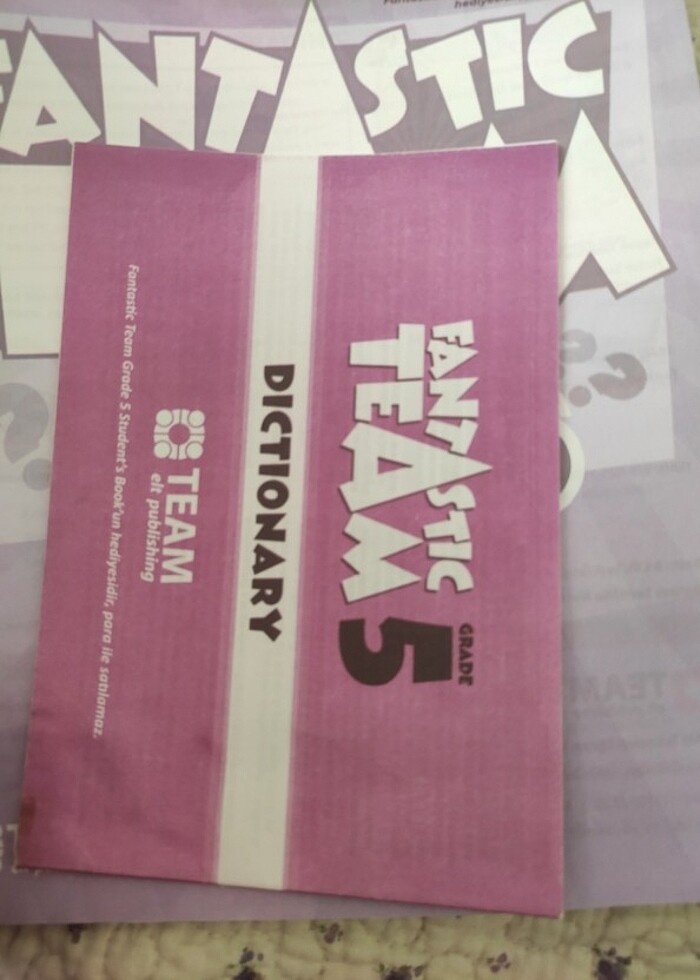 FANTASTIC
FANTASTIC
TEAM
GRADE
5
DICTIONARY
TEAM
elt publishing
Fantastic Team Grade 5 Student's Book'un hediyesidir, para ile satılamaz.
TEAM